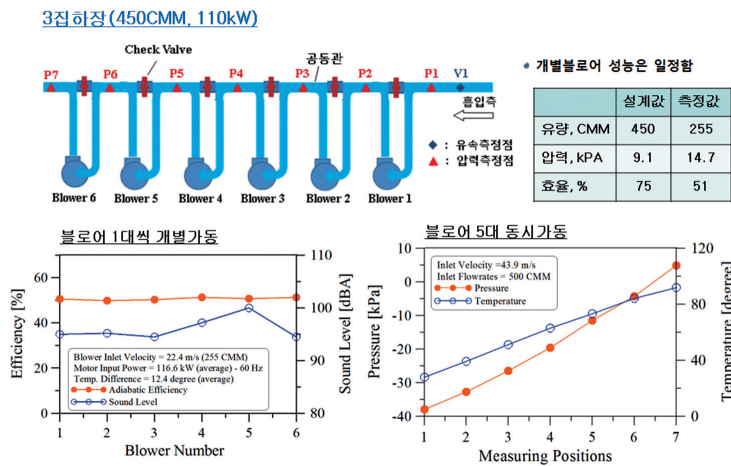 3집하장(450CMM, 110kW)
Check Valve
공동관
P7
P6
P5
P4
P3
P2
P1
V1
흡입측
◆ : 유속측정점
▲ : 압력측정점
Blower 6
Blower 5
Blower 4
Blower 3
Blower 2
Blower 1
개별블로어 성능은 일정함
설계값 측정값
유량, CMM 450 255
압력, kPA 9.1 14.7
효율, % 75 51
블로어 1대씩 개별가동
Efficiency [%]
60
40
20
0
Blower Inlet Velocity = 22.4 m/s (255 CMM)
Motor Input Power = 116.6 kW (average) - 60 Hz
Temp. Difference = 12.4 degree (average)
Adiabatic Efficiency
Sound Level
110
100
90
80
Sound Level [dBA]
1 2 3 4 5 6
Blower Number
블로어 5대 동시가동
Pressure [kPa]
10
0
-10
-20
-30
-40
Inlet Velocity =43.9 m/s
Inlet Flowrates = 500 CMM
Pressure
Temperature
120
80
40
0
Temperature [degree]
1 2 3 4 5 6 7
Measuring Positions